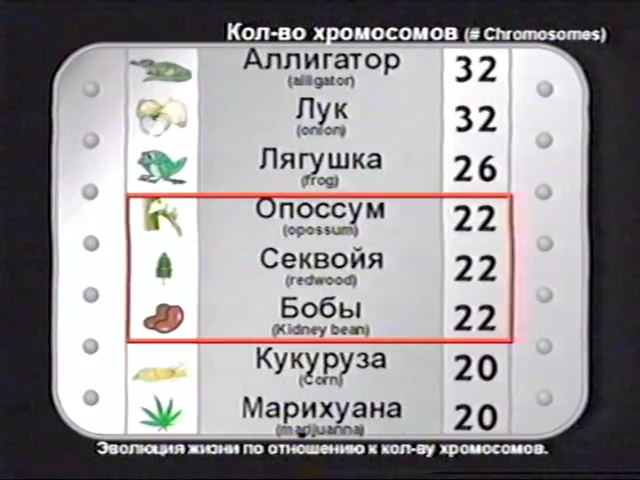 Кол-во хромосомов (# Chromosomes)
Аллигатор 32
(alligator)
Лук 32
(onion)
Лягушка 26
(frog)
Опоссум 22
(opossum)
Секвойя 22
(redwood)
Бобы 22
(Kidney bean)
Кукуруза 20
(Corn)
Марихуана 20
(marijuanna)
Эволюция жизни по отношению к кол-ву хромосомов.